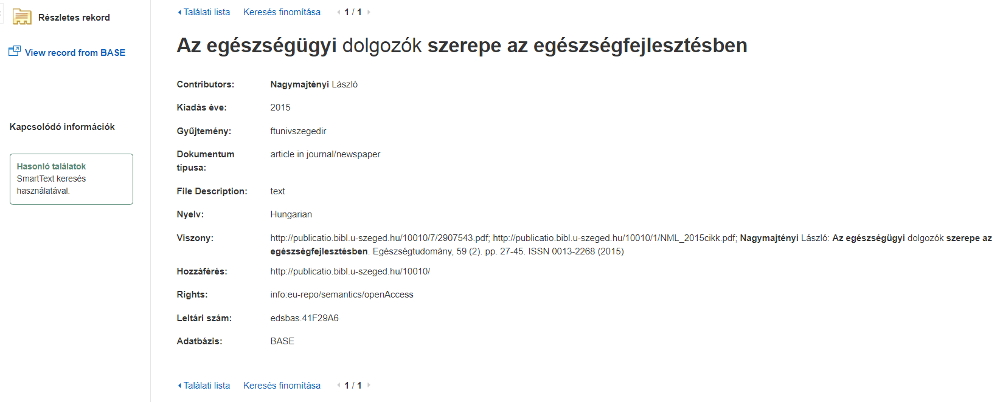 Részletes rekord
View record from BASE
Kapcsolódó információk
Hasonló találatok
SmartText keresés
használatával.
Találati lista Keresés finomítása 1 / 1
Az egészségügyi dolgozók szerepe az egészségfejlesztésben
Contributors: Nagymajtényi László
Kiadás éve: 2015
Gyűjtemény: ftunivszegedir
Dokumentum article in journal/newspaper
típusa:
File Description: text
Nyelv: Hungarian
Viszony: http://publicatio.bibl.u-szeged.hu/10010/7/2907543.pdf; http://publicatio.bibl.u-szeged.hu/10010/1/NML_2015cikk.pdf; Nagymajtényi László: Az egészségügyi dolgozók szerepe az
egészségfejlesztésben. Egészségtudomány, 59 (2). pp. 27-45. ISSN 0013-2268 (2015)
Hozzáférés: http://publicatio.bibl.u-szeged.hu/10010/
Rights: info:eu-repo/semantics/openAccess
Leltári szám: edsbas.41F29A6
Adatbázis: BASE
Találati lista Keresés finomítása 1 / 1